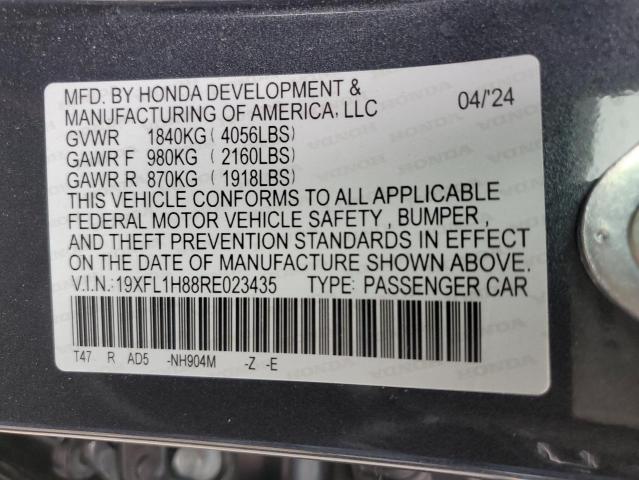 MFD. BY HONDA DEVELOPMENT &
MANUFACTURING OF AMERICA, LLC 04/'24
GVWR 1840KG ( 4056LBS)
GAWR F 980KG ( 2160LBS)
GAWR R 870KG ( 1918LBS)
THIS VEHICLE CONFORMS TO ALL APPLICABLE
FEDERAL MOTOR VEHICLE SAFETY , BUMPER ,
AND THEFT PREVENTION STANDARDS IN EFFECT
ON THE DATE OF MANUFACTURE SHOWN ABOVE.
V.I.N.: 19XFL1H88RE023435 TYPE: PASSENGER CAR
T47 R AD5 -NH904M -Z -E